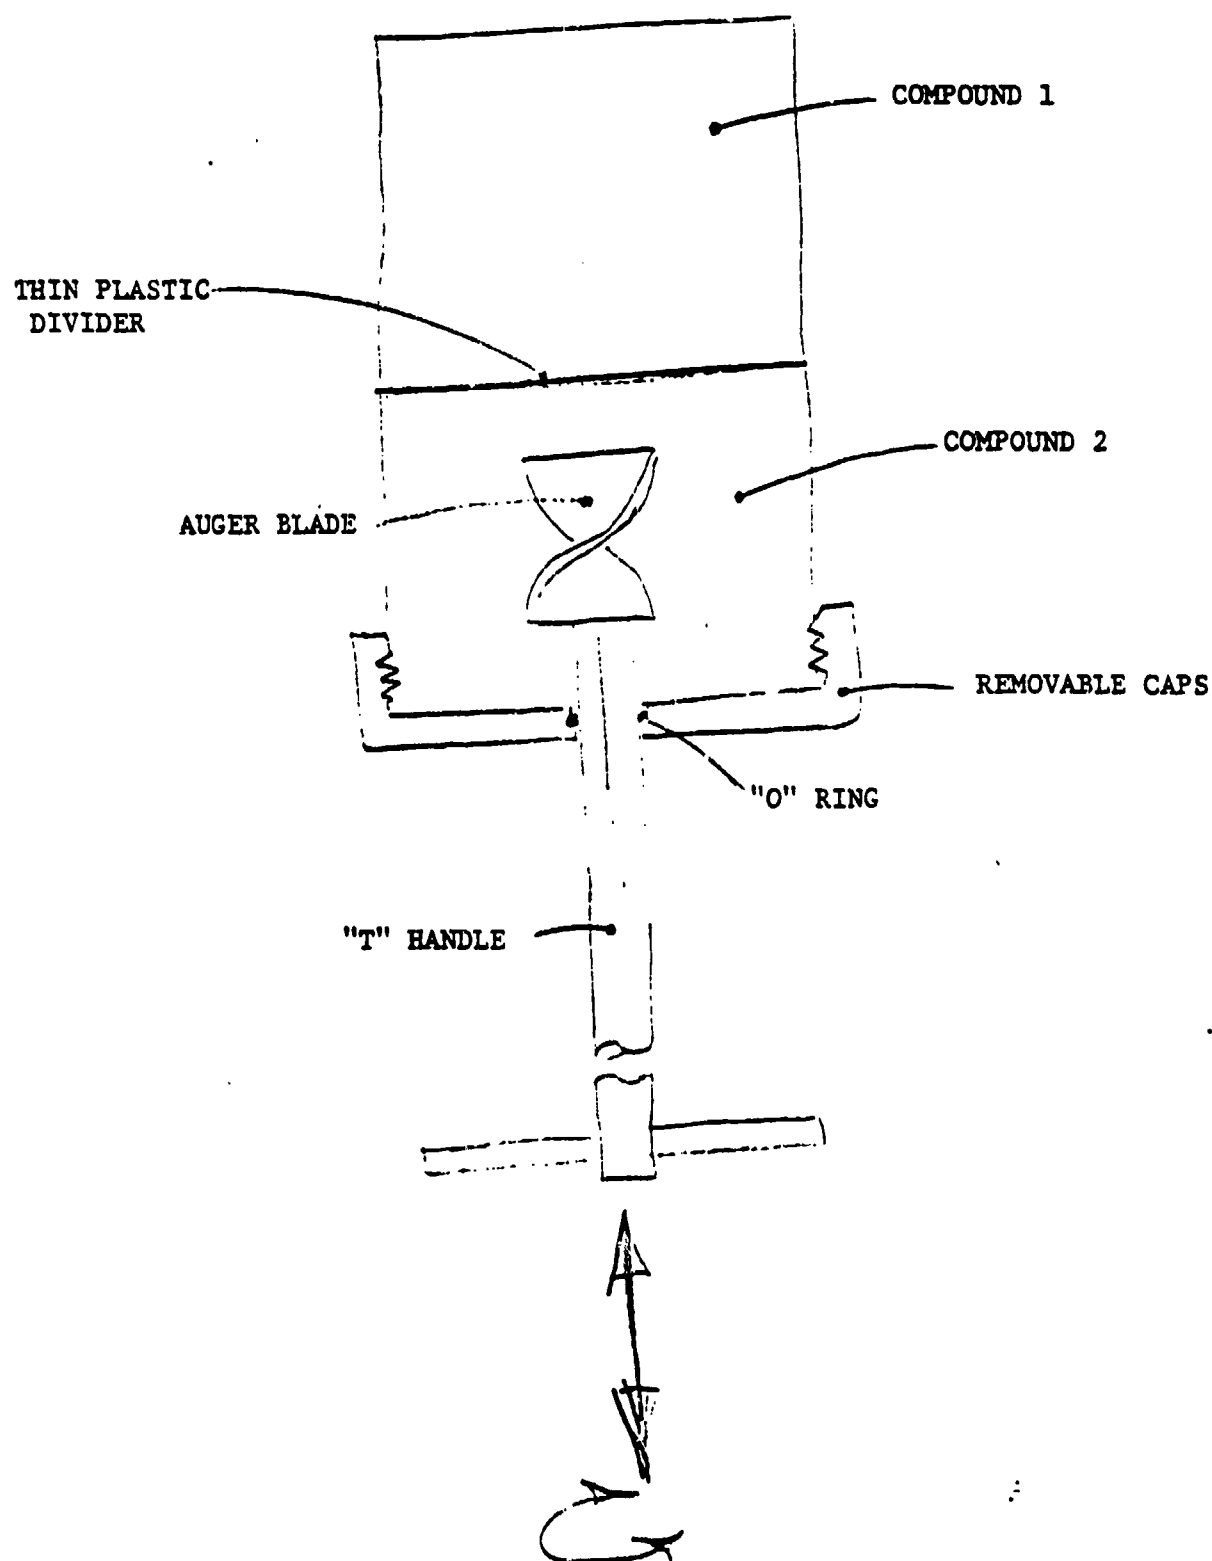 COMPOUND 1
THIN PLASTIC
DIVIDER
COMPOUND 2
AUGER BLADE
REMOVABLE CAPS
"O" RING
"T" HANDLE